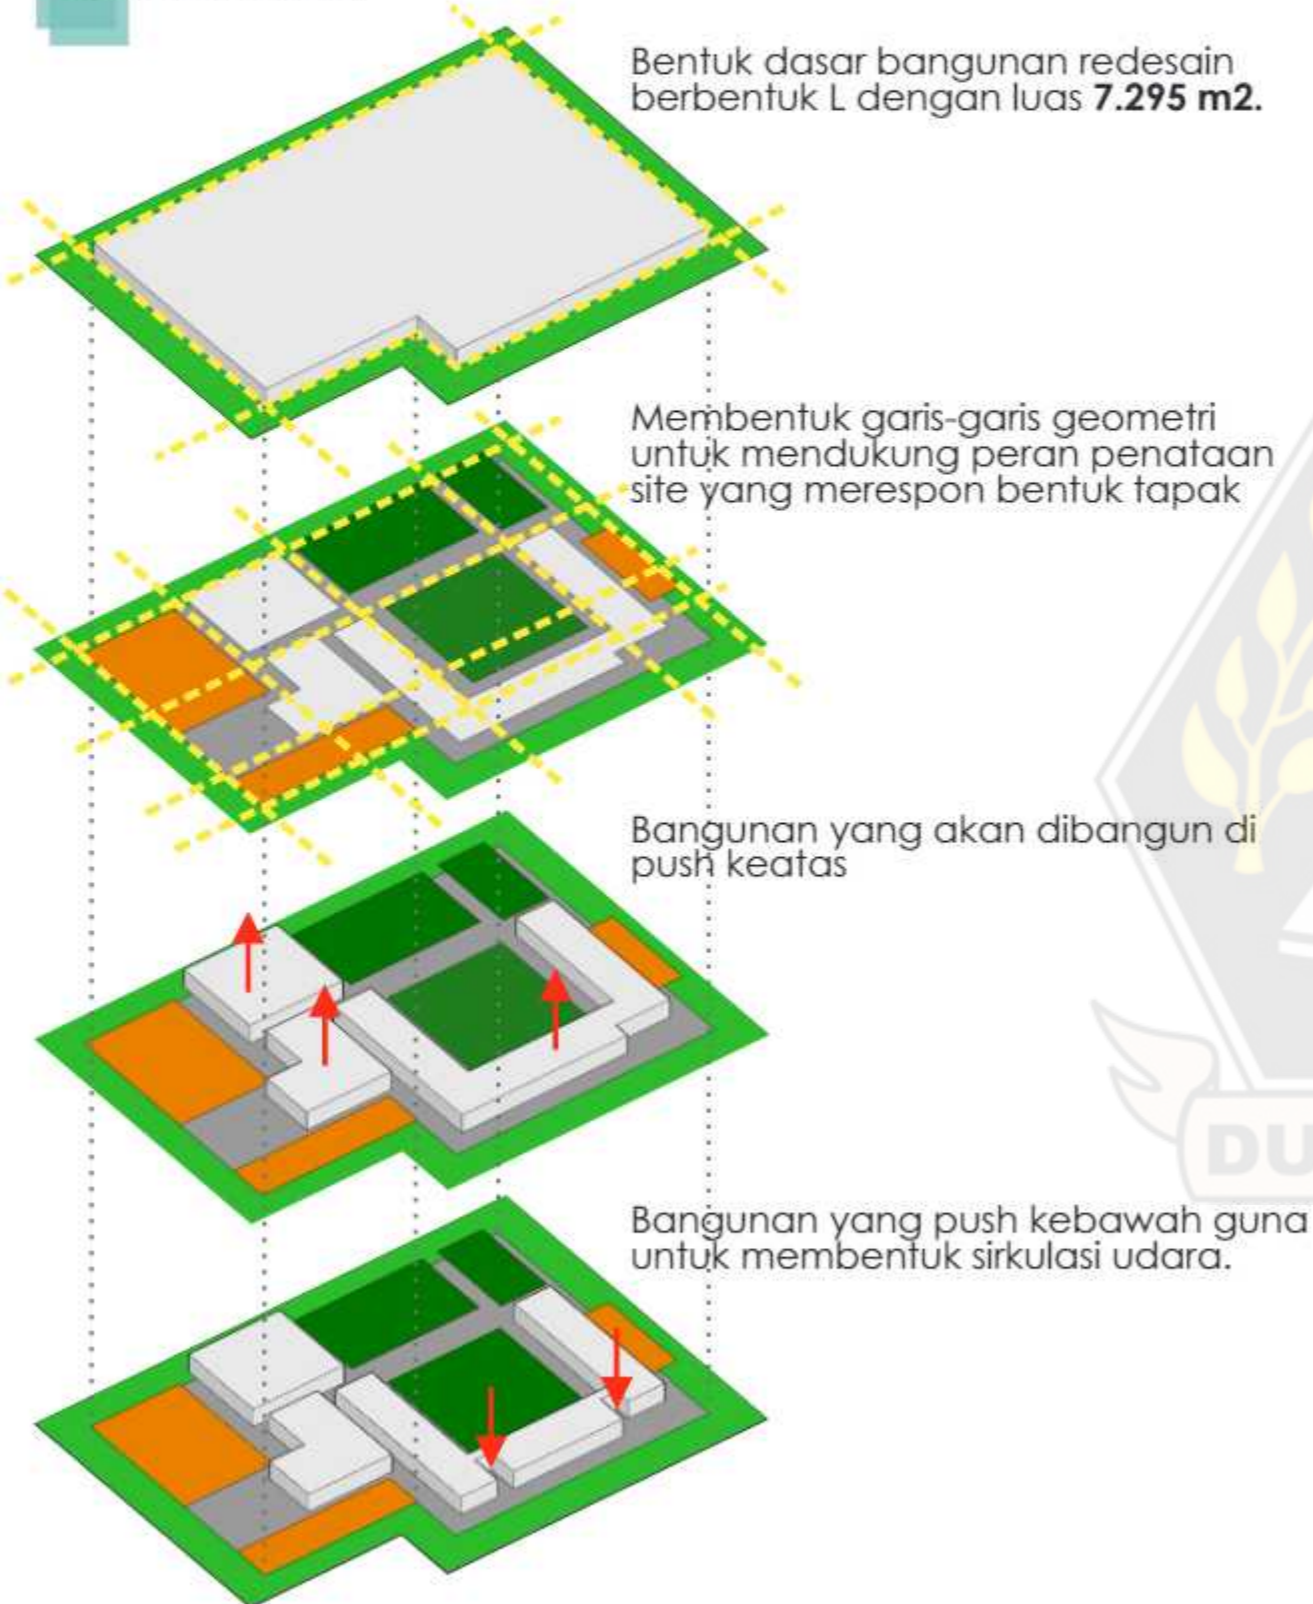 Bentuk dasar bangunan redesain
berbentuk L dengan luas 7.295 m2.
Membentuk garis-garis geometri
untuk mendukung peran penataan
site yang merespon bentuk tapak
Bangunan yang akan dibangun di
push keatas
DU
Bangunan yang push kebawah guna
untuk membentuk sirkulasi udara.